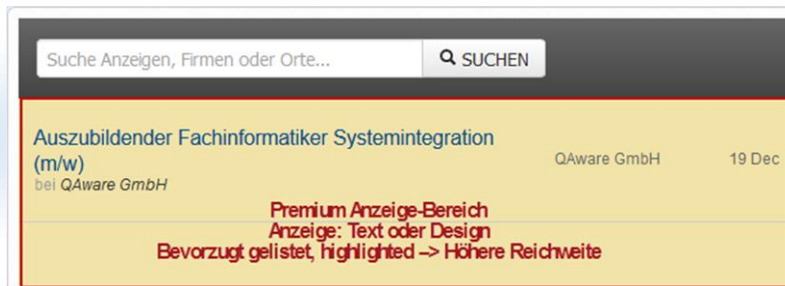 Suche Anzeigen, Firmen oder Orte...
SUCHEN
Auszubildender Fachinformatiker Systemintegration
(m/w)
bei QAware GmbH
QAware GmbH
19 Dec
Premium Anzeige-Bereich
Anzeige: Text oder Design
Bevorzugt gelistet, highlighted --> Höhere Reichweite